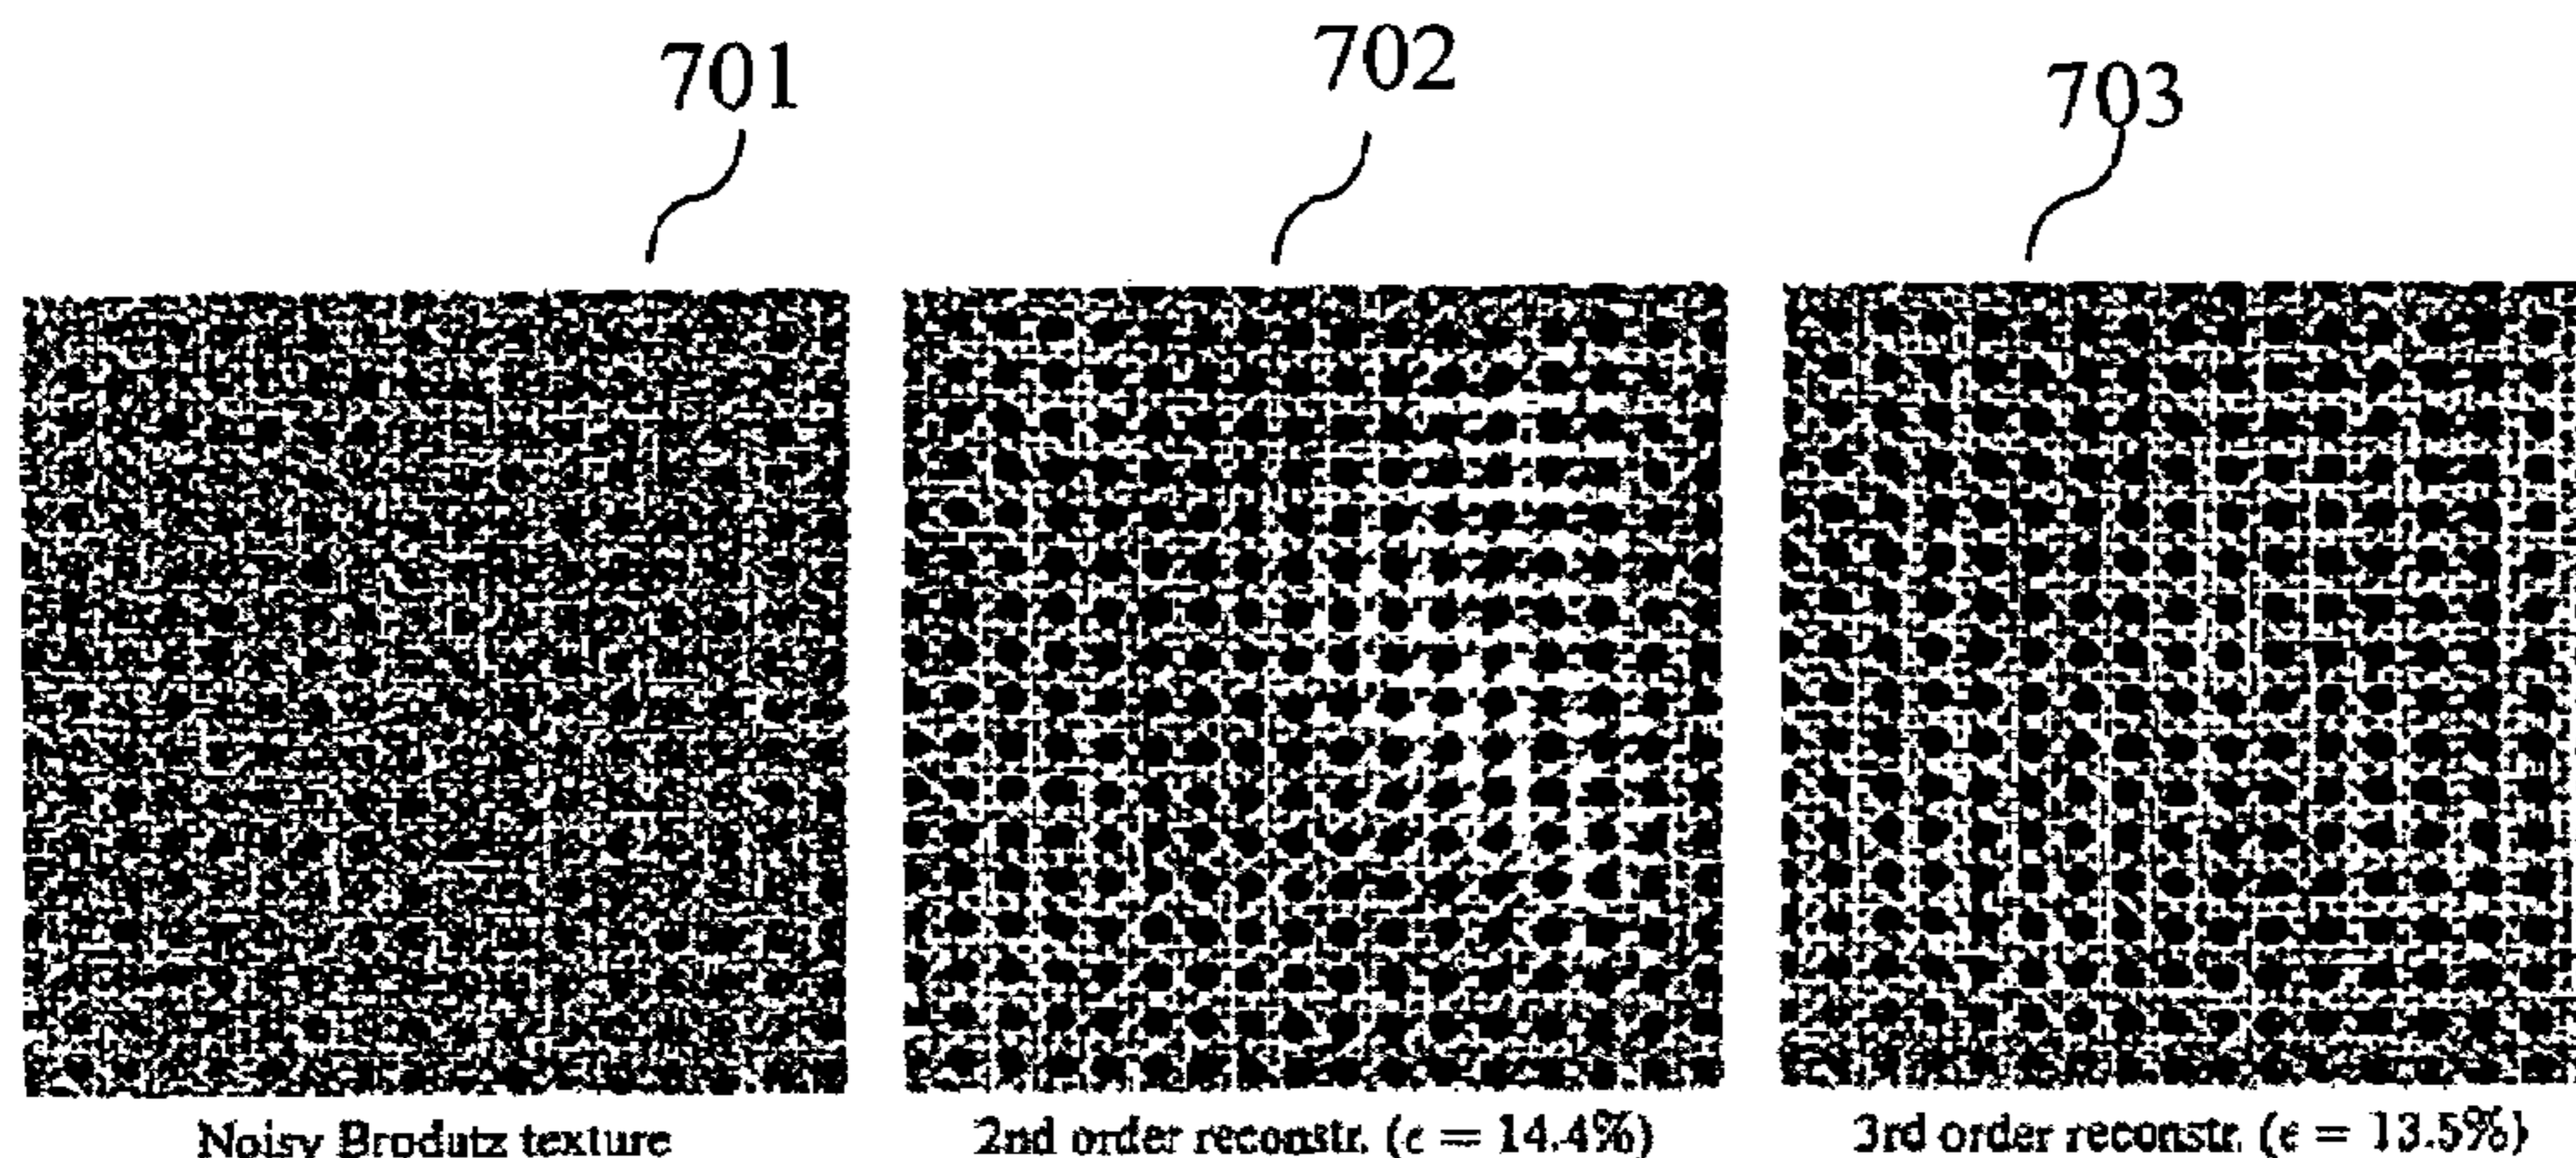 701
702
703
Noisy Brodatz texture
2nd order reconstr. (ϵ = 14.4%)
3rd order reconstr. (ϵ = 13.5%)